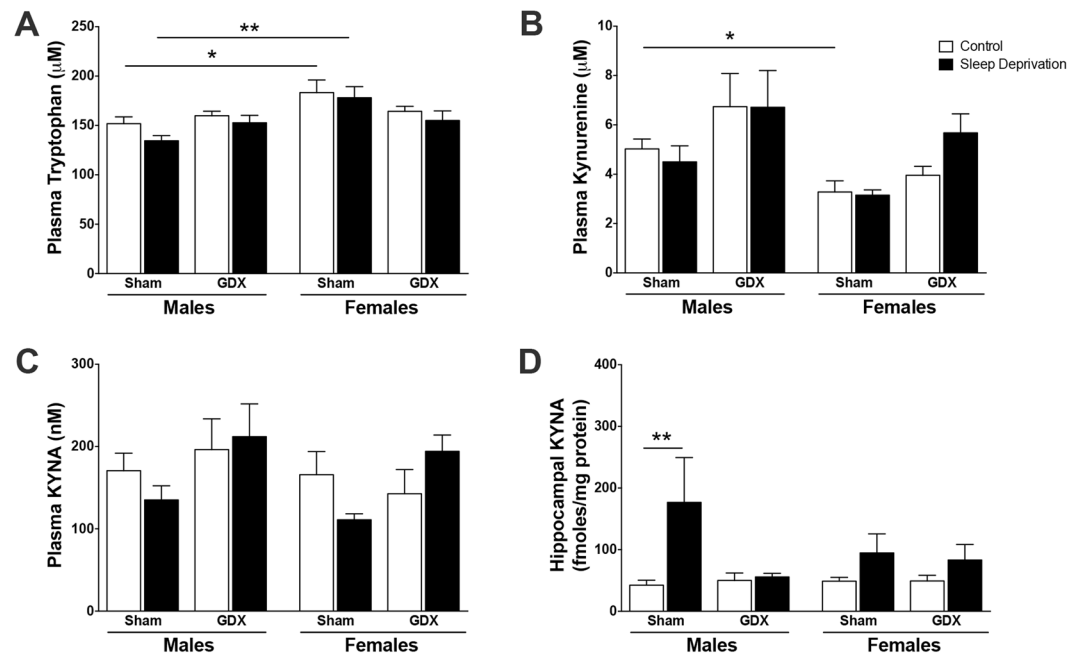 A
Plasma Tryptophan (µM)
250
200
150
100
50
0
**
*
Sham
GDX
Sham
GDX
Males
Females
B
Plasma Kynurenine (µM)
10
8
6
4
2
0
*
Control
Sleep Deprivation
Sham
GDX
Sham
GDX
Males
Females
C
Plasma KYNA (nM)
300
200
100
0
Sham
GDX
Sham
GDX
Males
Females
D
Hippocampal KYNA
(fmoles/mg protein)
400
300
200
100
0
**
Sham
GDX
Sham
GDX
Males
Females